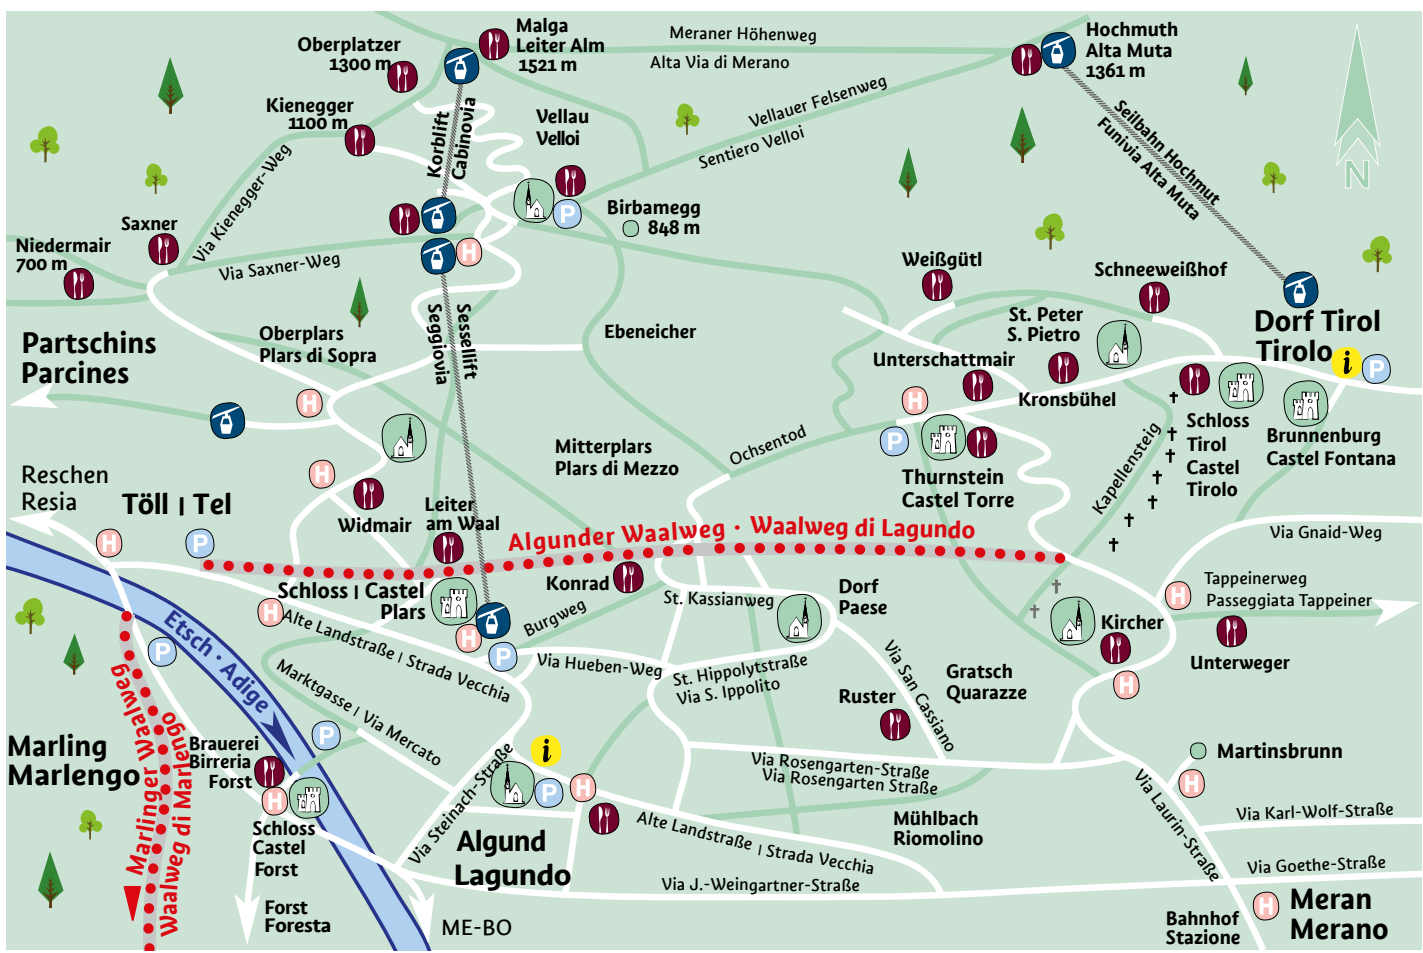 Malga
Leiter Alm
1521 m
Oberplatzer
1300 m
Kienegger
1100 m
Meraner Höhenweg
Alta Via di Merano
Hochmuth
Alta Muta
1361 m
Vellau
Velloi
Vellauer Felsenweg
Sentiero Velloi
Seilbahn Hochmut
Funivia Alta Muta
N
Korblift
Cabinovia
Via Kienegger-Weg
Saxner
Niedermair
700 m
Via Saxner-Weg
P
H
Birbamegg
848 m
Weißgütl
Schneeweißhof
St. Peter
S. Pietro
Dorf Tirol
Tirolo
i
P
Partschins
Parcines
Oberplars
Plars di Sopra
Sessellift
Seggiovia
Ebeneicher
Unterschattmair
Kronsbühel
H
H
P
Schloss
Tirol
Castel
Tirolo
Brunnenburg
Castel Fontana
Mitterplars
Plars di Mezzo
Ochsentod
Thurnstein
Castel Torre
Kapellensteig
Reschen
Resia
Töll | Tel
H
Widmair
Leiter
am Waal
Algunder Waalweg · Waalweg di Lagundo
Via Gnaid-Weg
H
P
Schloss | Castel
Plars
Konrad
St. Kassianweg
Dorf
Paese
Tappeinerweg
Passeggiata Tappeiner
H
H
Alte Landstraße | Strada Vecchia
H
P
Burgweg
Kircher
Unterweger
Etsch · Adige
P
Via Hueben-Weg
St. Hippolytstraße
Via S. Ippolito
Via San Cassiano
Gratsch
Quarazze
H
Marktgasse | Via Mercato
Ruster
Marling
Marlengo
Marlinger Waalweg
Waalweg di Marlengo
Brauerei
Birreria
Forst
P
H
Schloss
Castel
Forst
i
P
H
Via Steinach-Straße
Via Rosengarten-Straße
Via Rosengarten Straße
Martinsbrunn
H
Via Laurin-Straße
Via Karl-Wolf-Straße
Mühlbach
Riomolino
Alte Landstraße | Strada Vecchia
Algund
Lagundo
Via J.-Weingartner-Straße
Via Goethe-Straße
Forst
Foresta
ME-BO
Bahnhof
Stazione
H
Meran
Merano